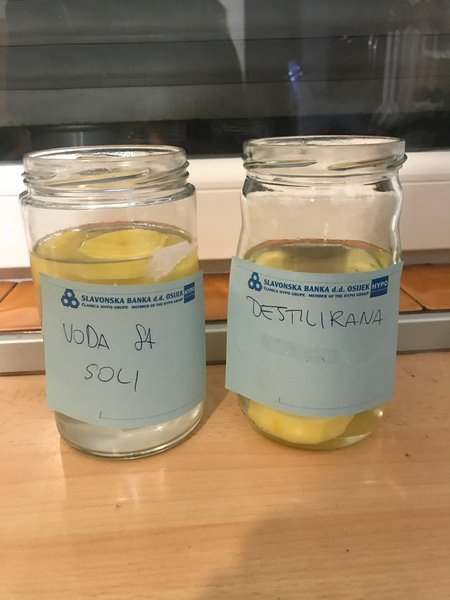 SLAVONSKA BANKA d.d. OSIJEK HYPO
ČLANICA HYPO GRUPE MEMBER OF THE HYPO GROUP
VODA SA
SOLI
SLAVONSKA BANKA d.d. OSIJEK HYPO
ČLANICA HYPO GRUPE MEMBER OF THE HYPO GROUP
DESTILIRANA